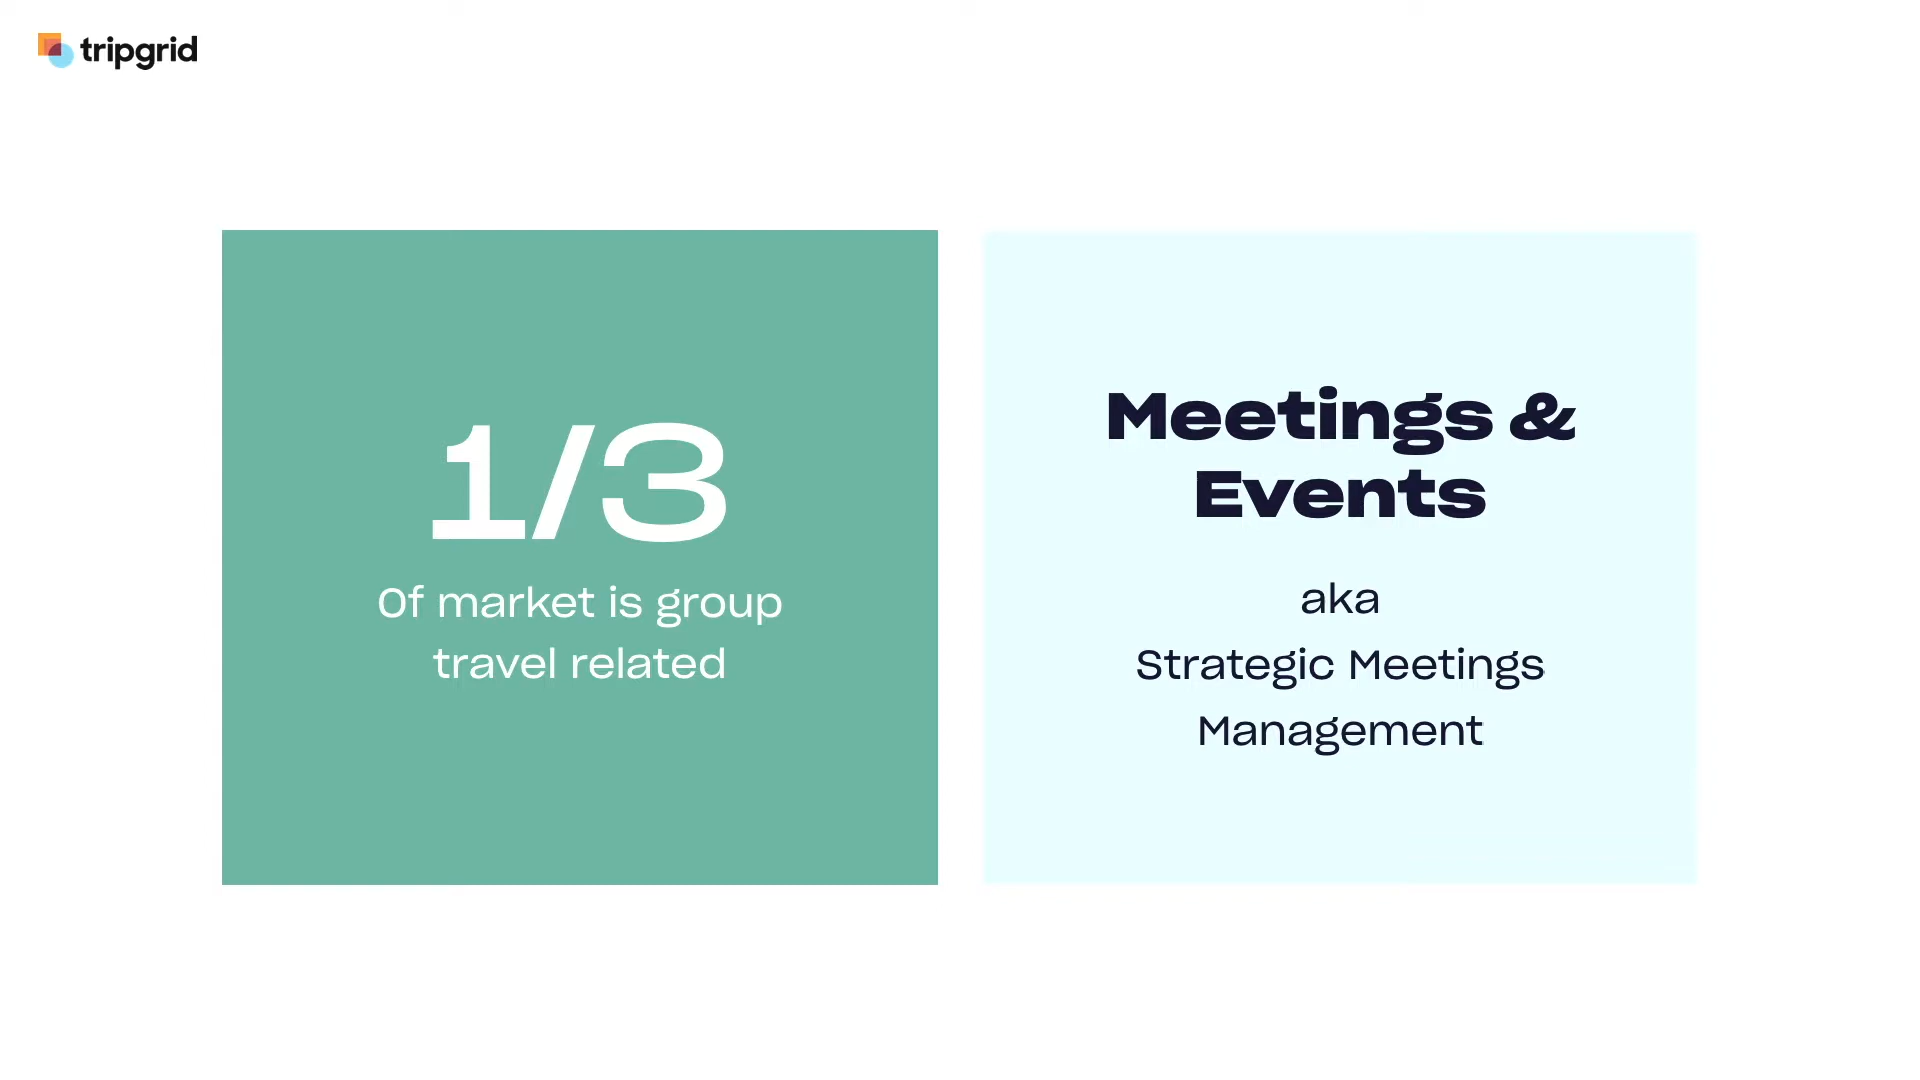 tripgrid
1/3
Of market is group
travel related
Meetings &
Events
aka
Strategic Meetings
Management